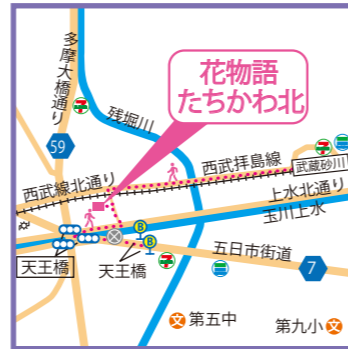 多摩大橋通り
花物語
たちかわ北
残堀川
59
西武拝島線
武蔵砂川
西武線北通り
上水北通り
玉川上水
B
B
天王橋
天王橋
五日市街道
7
文 第五中
第九小 文